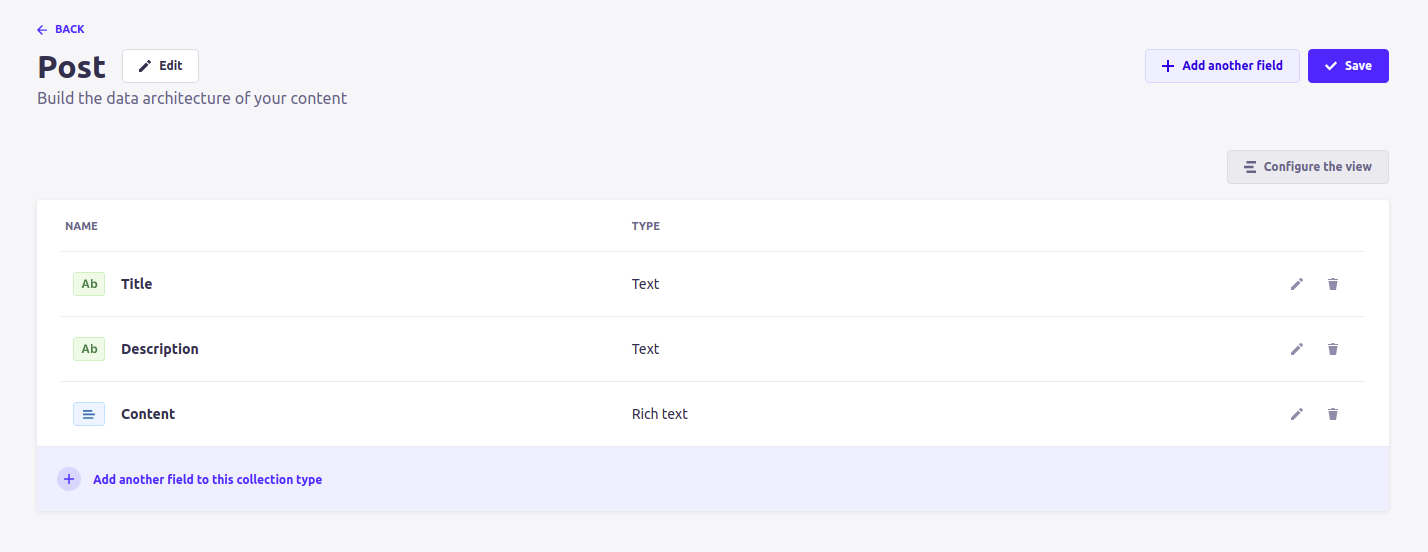 BACK
Post
Edit
Add another field
Save
Build the data architecture of your content
Configure the view
NAME TYPE
Ab Title Text
Ab Description Text
Content Rich text
Add another field to this collection type